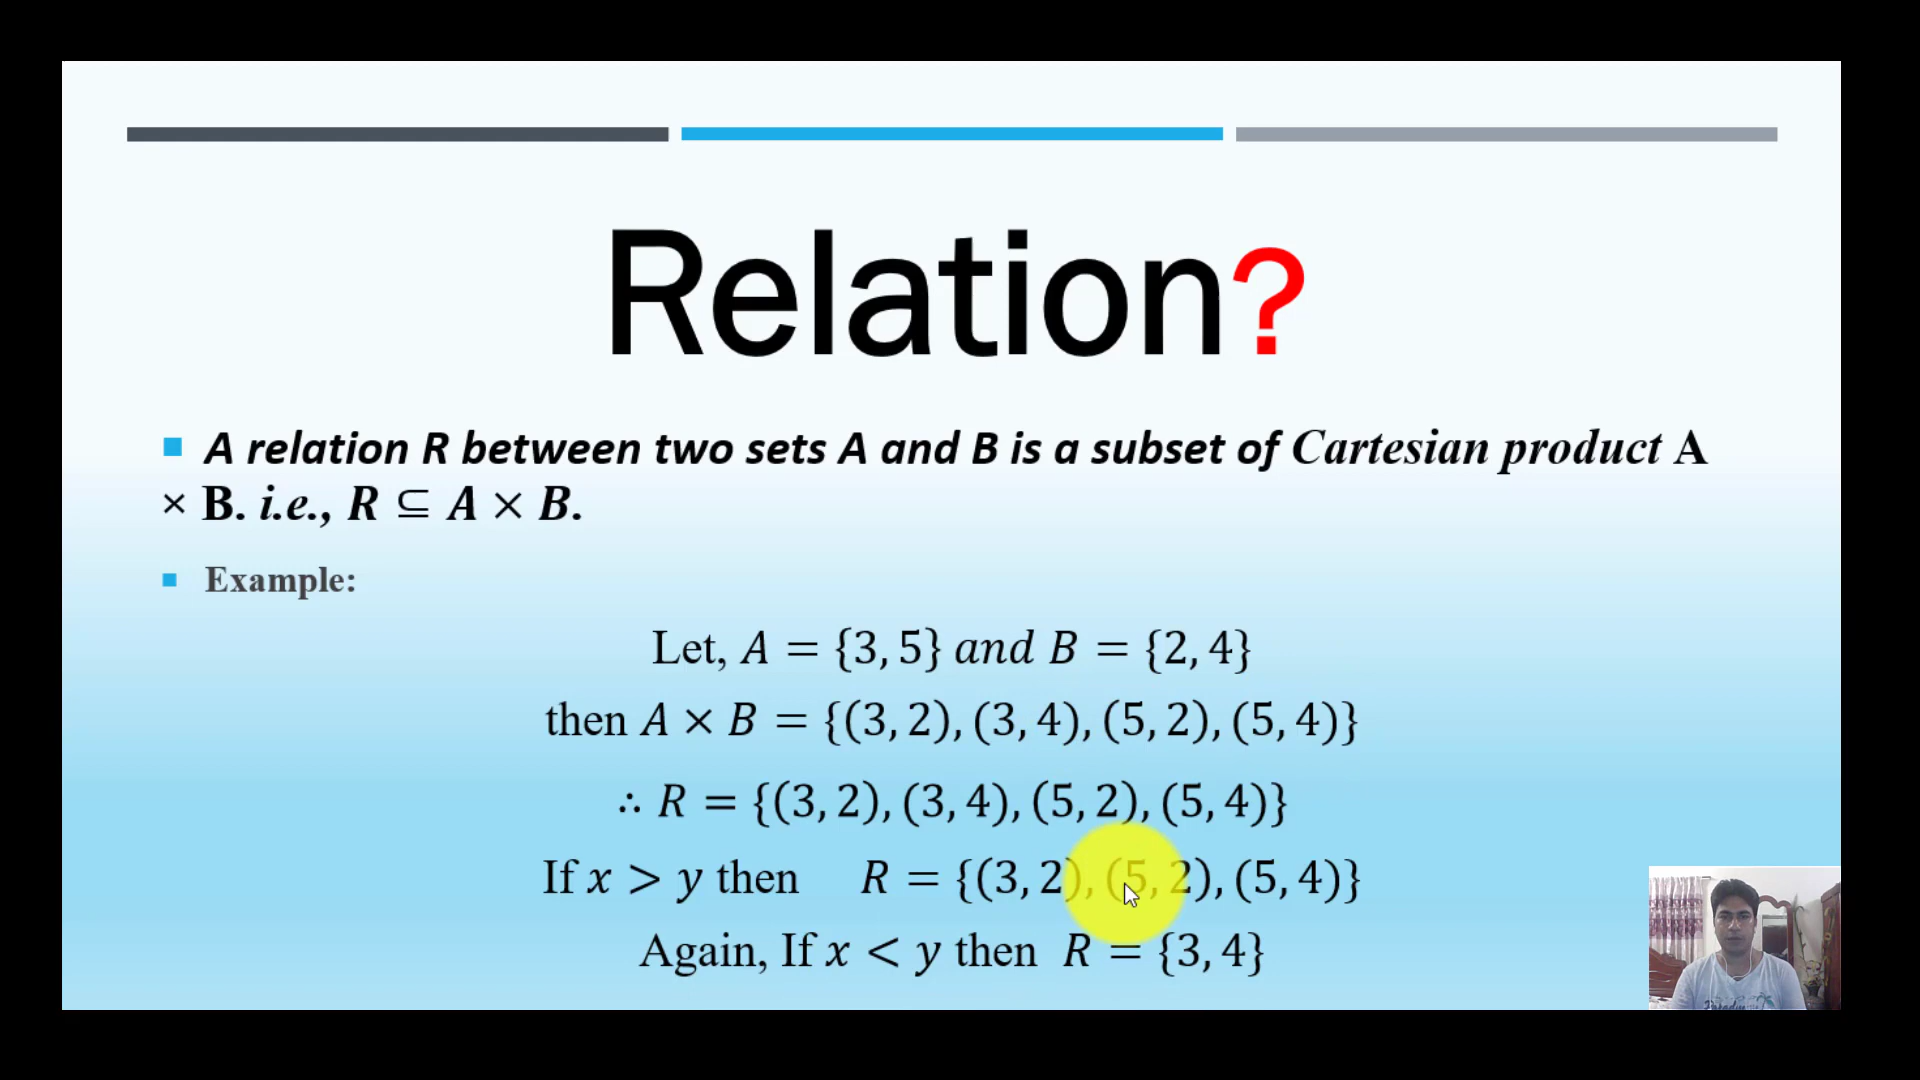 Relation?
A relation R between two sets A and B is a subset of Cartesian product A
× B. i.e., R ⊆ A × B.
Example:
Let, A = {3, 5} and B = {2, 4}
then A × B = {(3, 2), (3, 4), (5, 2), (5, 4)}
∴ R = {(3, 2), (3, 4), (5, 2), (5, 4)}
If x > y then R = {(3, 2), (5, 2), (5, 4)}
Again, If x < y then R = {3, 4}